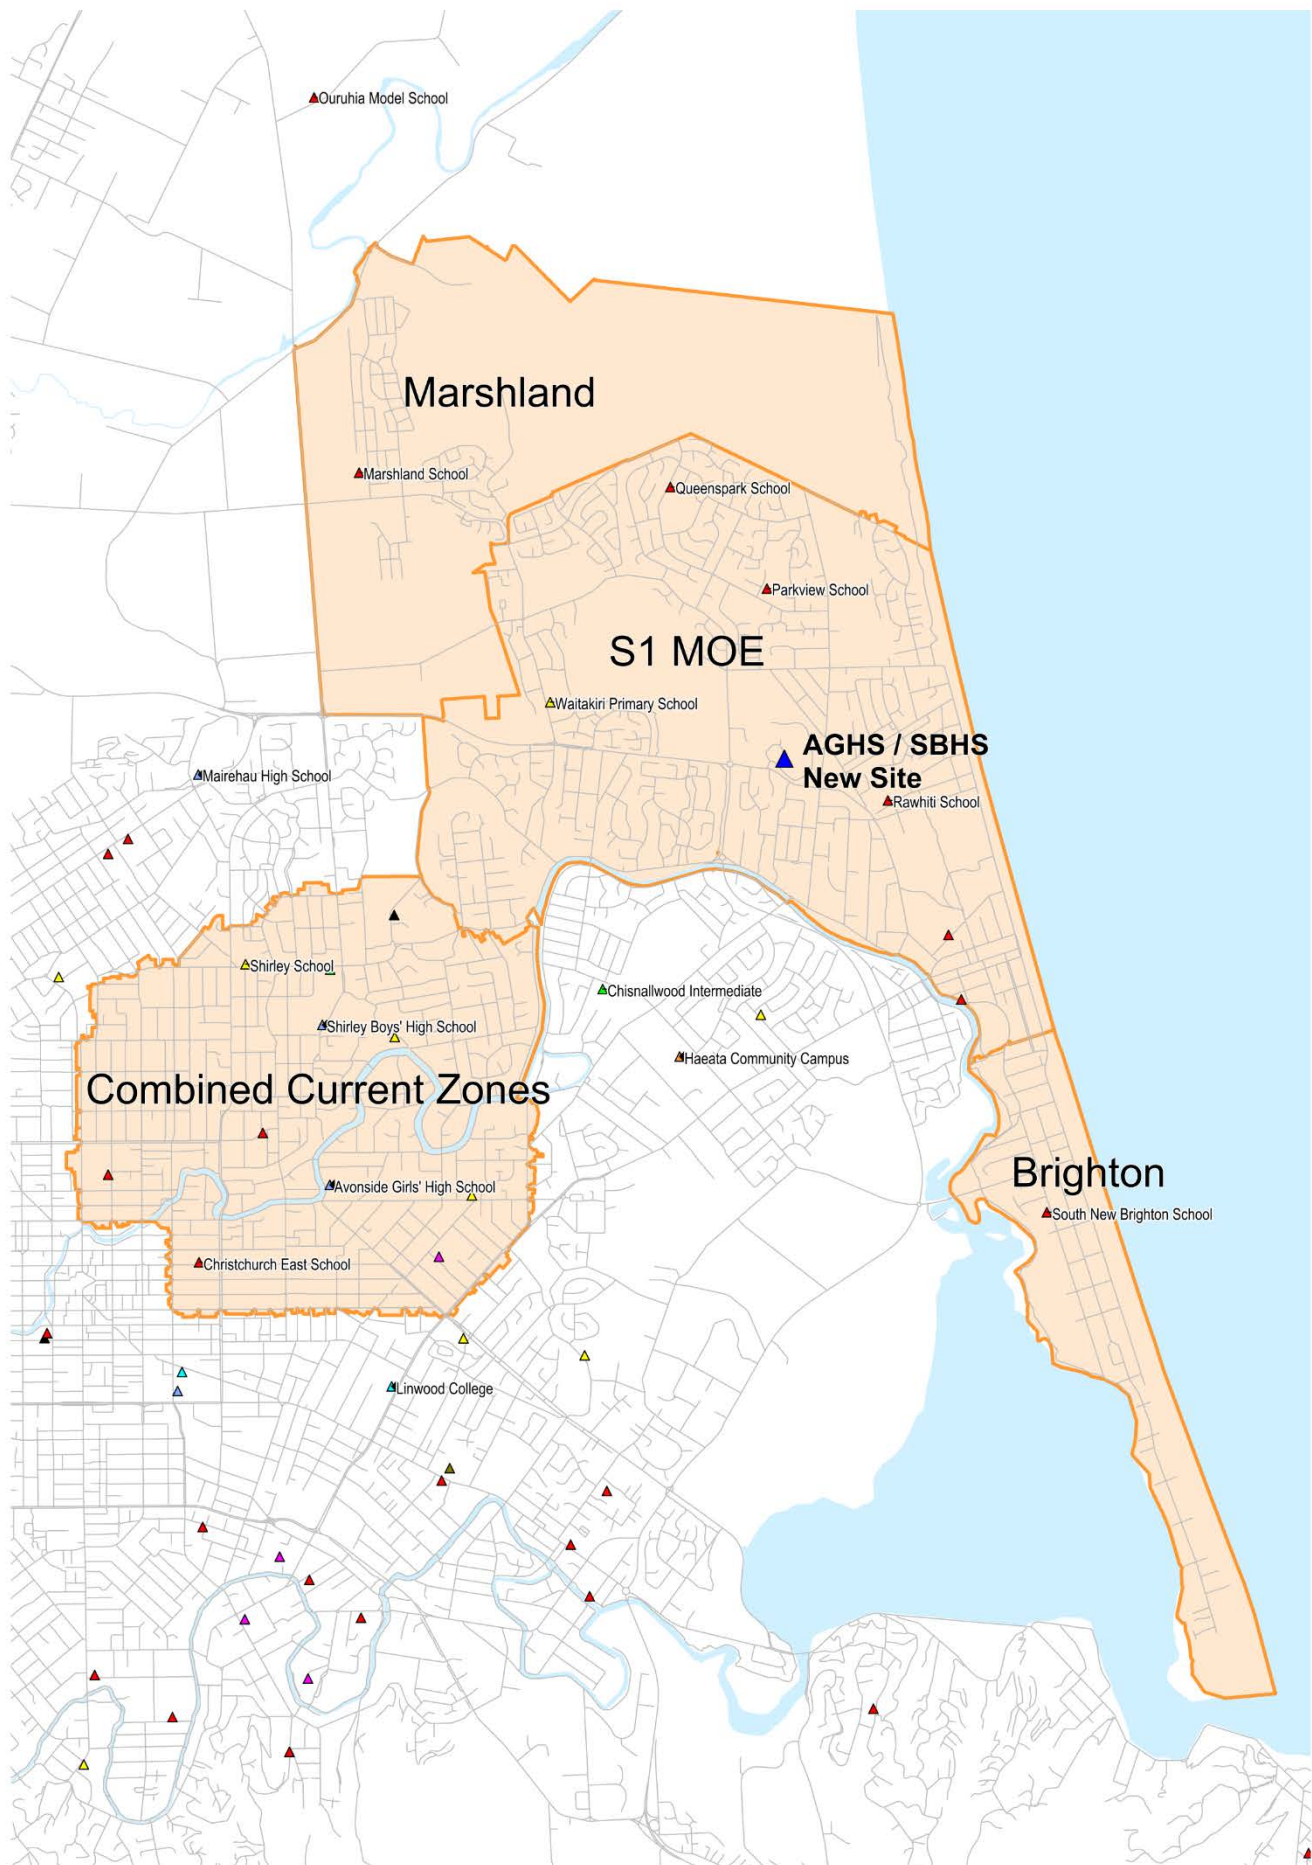 Ouruhia Model School
Marshland
Marshland School
Queenspark School
Parkview School
S1 MOE
Waitakiri Primary School
AGHS / SBHS
New Site
Mairehau High School
Rawhiti School
Shirley School
Chisnallwood Intermediate
Shirley Boys' High School
Haeata Community Campus
Combined Current Zones
Brighton
Avonside Girls' High School
South New Brighton School
Christchurch East School
Linwood College